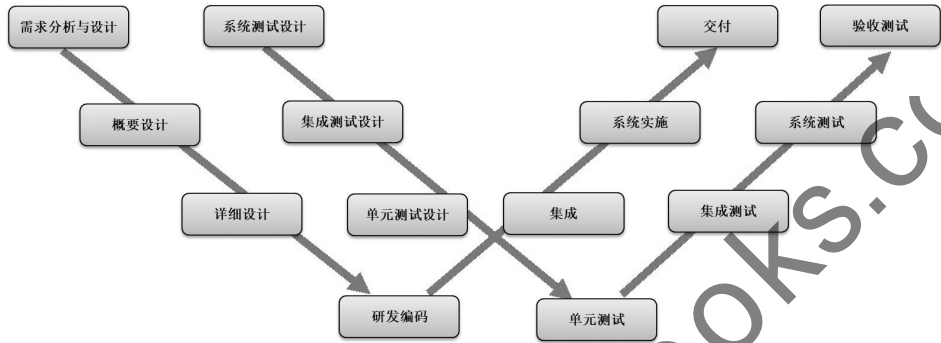 需求分析与设计
系统测试设计
交付
验收测试
概要设计
集成测试设计
系统实施
系统测试
详细设计
单元测试设计
集成
集成测试
研发编码
单元测试
oks.co